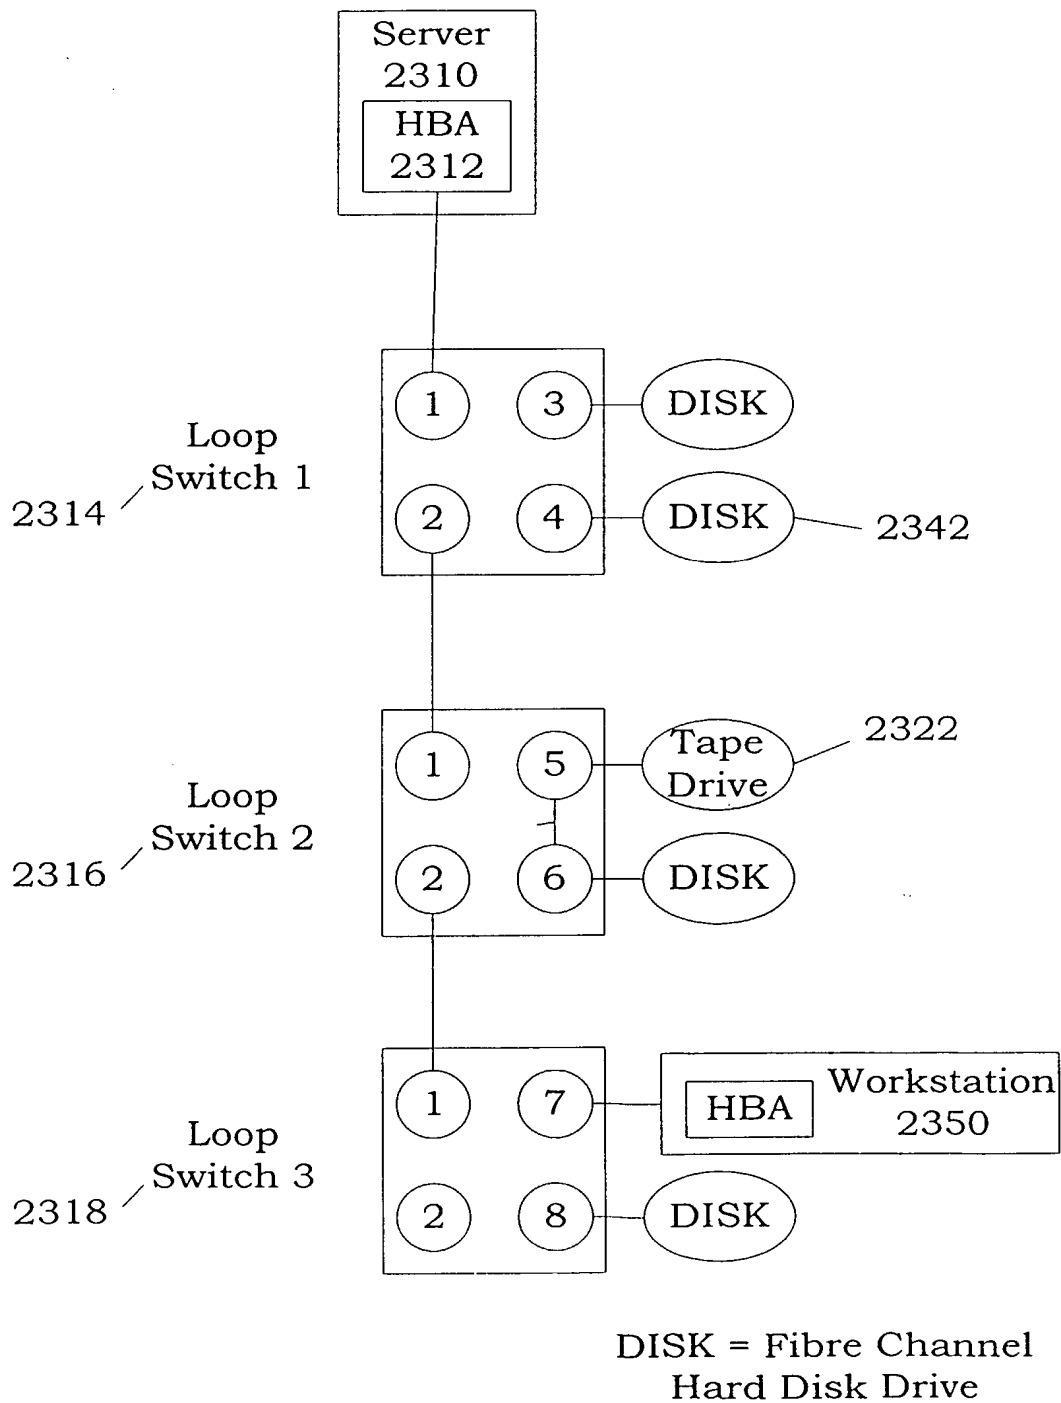 Server
2310
HBA
2312
1
3
DISK
Loop
Switch 1
2314
2
4
DISK
2342
1
5
Tape
Drive
2322
Loop
Switch 2
2316
2
6
DISK
1
7
HBA
Workstation
2350
Loop
Switch 3
2318
2
8
DISK
DISK = Fibre Channel
Hard Disk Drive